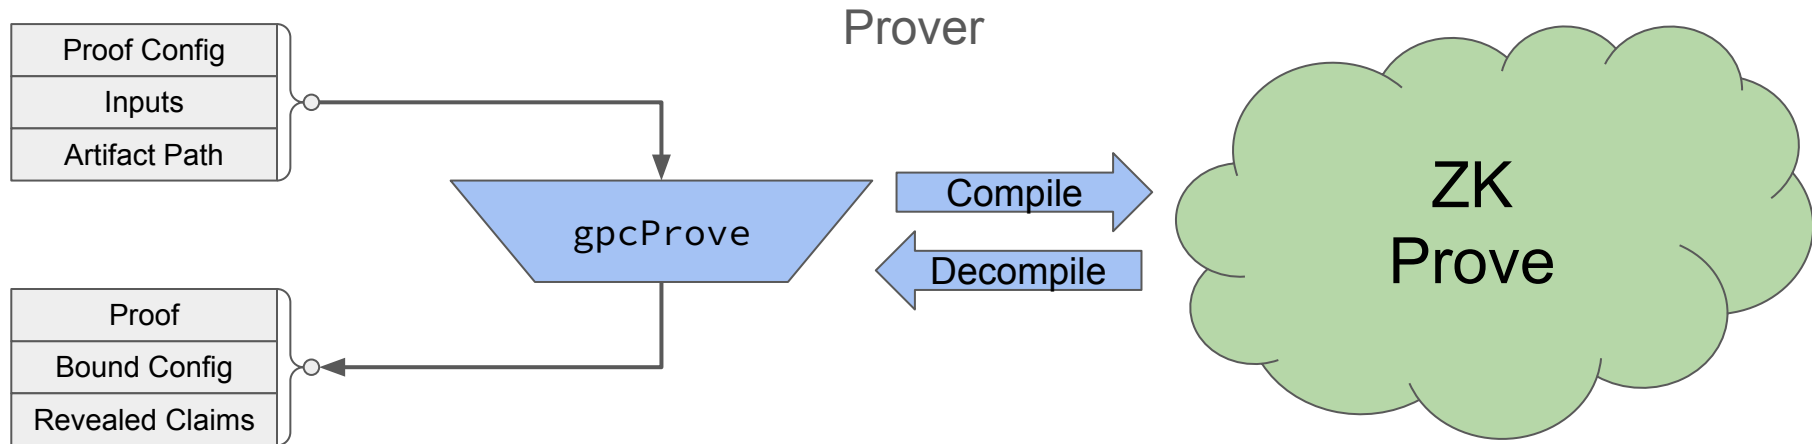 Prover
Proof Config
Inputs
Artifact Path
gpcProve
Compile
Decompile
ZK
Prove
Proof
Bound Config
Revealed Claims